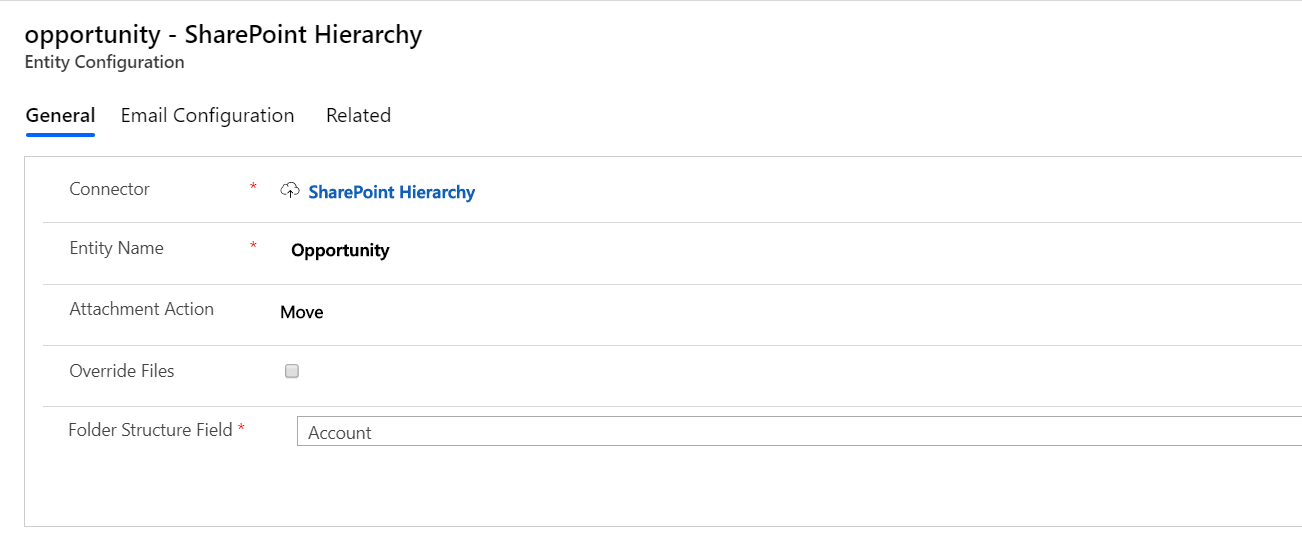 opportunity - SharePoint Hierarchy
Entity Configuration
General Email Configuration Related
Connector * SharePoint Hierarchy
Entity Name * Opportunity
Attachment Action Move
Override Files
Folder Structure Field * Account